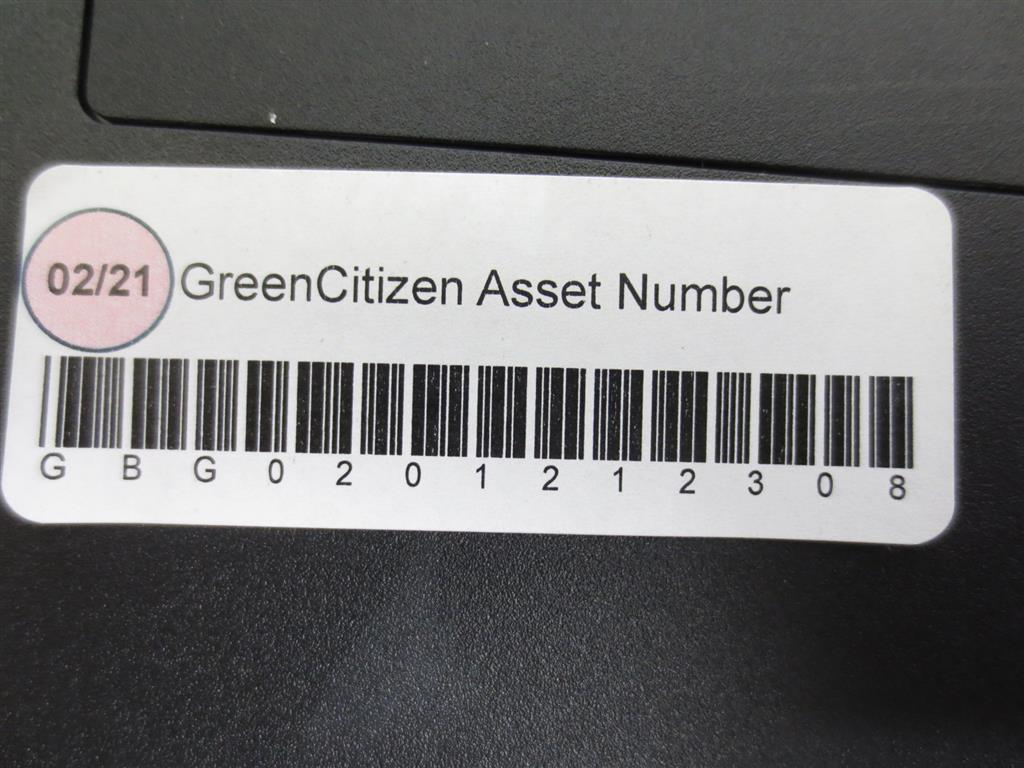 02/21 GreenCitizen Asset Number
G B G 0 2 0 1 2 1 2 3 0 8